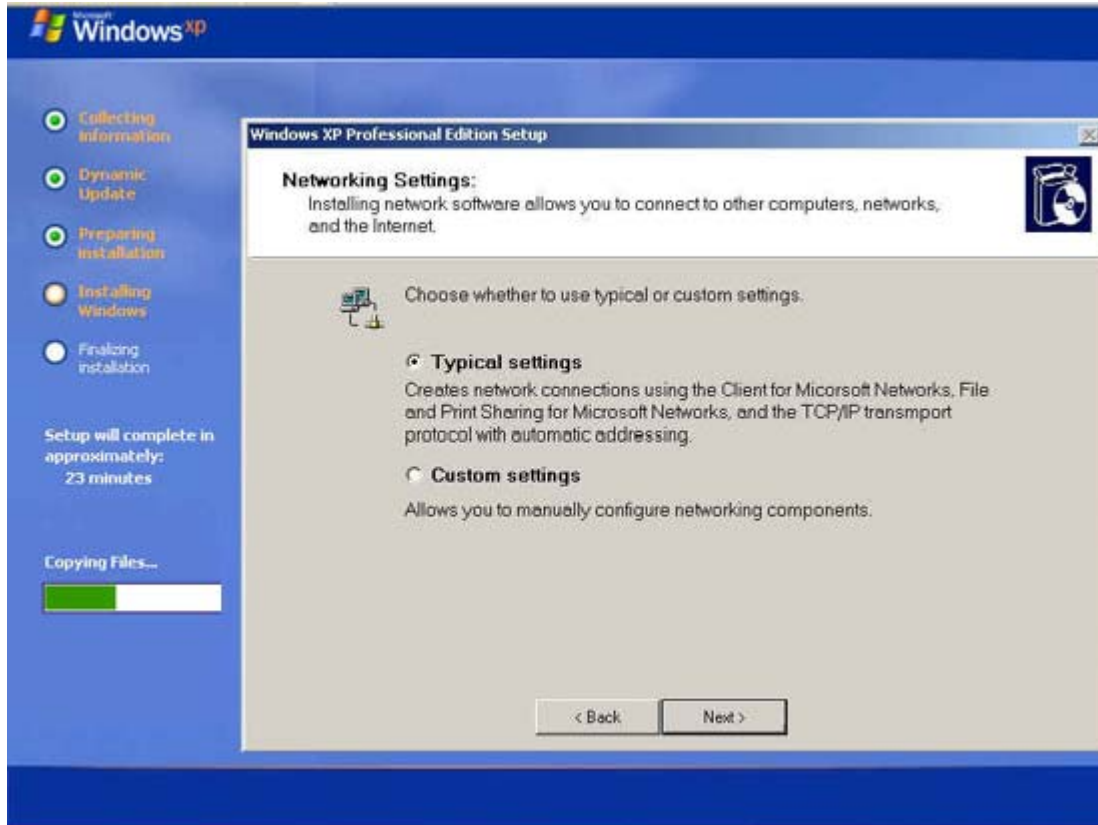 Microsoft
Windows xp
Collecting
information
Dynamic
Update
Preparing
installation
Installing
Windows
Finalizing
installation
Setup will complete in
approximately:
23 minutes
Copying Files...
Windows XP Professional Edition Setup
Networking Settings:
Installing network software allows you to connect to other computers, networks,
and the Internet.
Choose whether to use typical or custom settings.
Typical settings
Creates network connections using the Client for Micorsoft Networks, File
and Print Sharing for Microsoft Networks, and the TCP/IP transmport
protocol with automatic addressing.
Custom settings
Allows you to manually configure networking components.
< Back
Next >